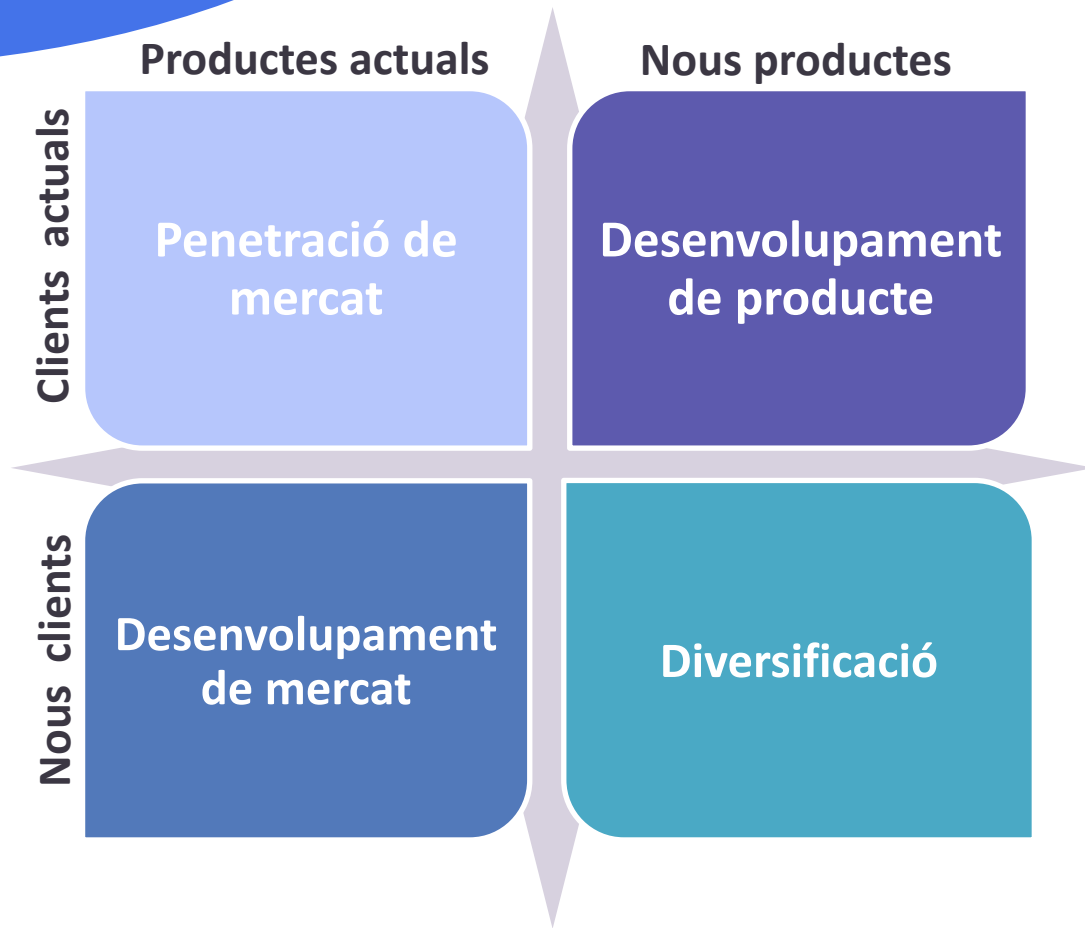 Productes actuals
Nous productes
Clients actuals
Penetració de
mercat
Desenvolupament
de producte
Nous clients
Desenvolupament
de mercat
Diversificació